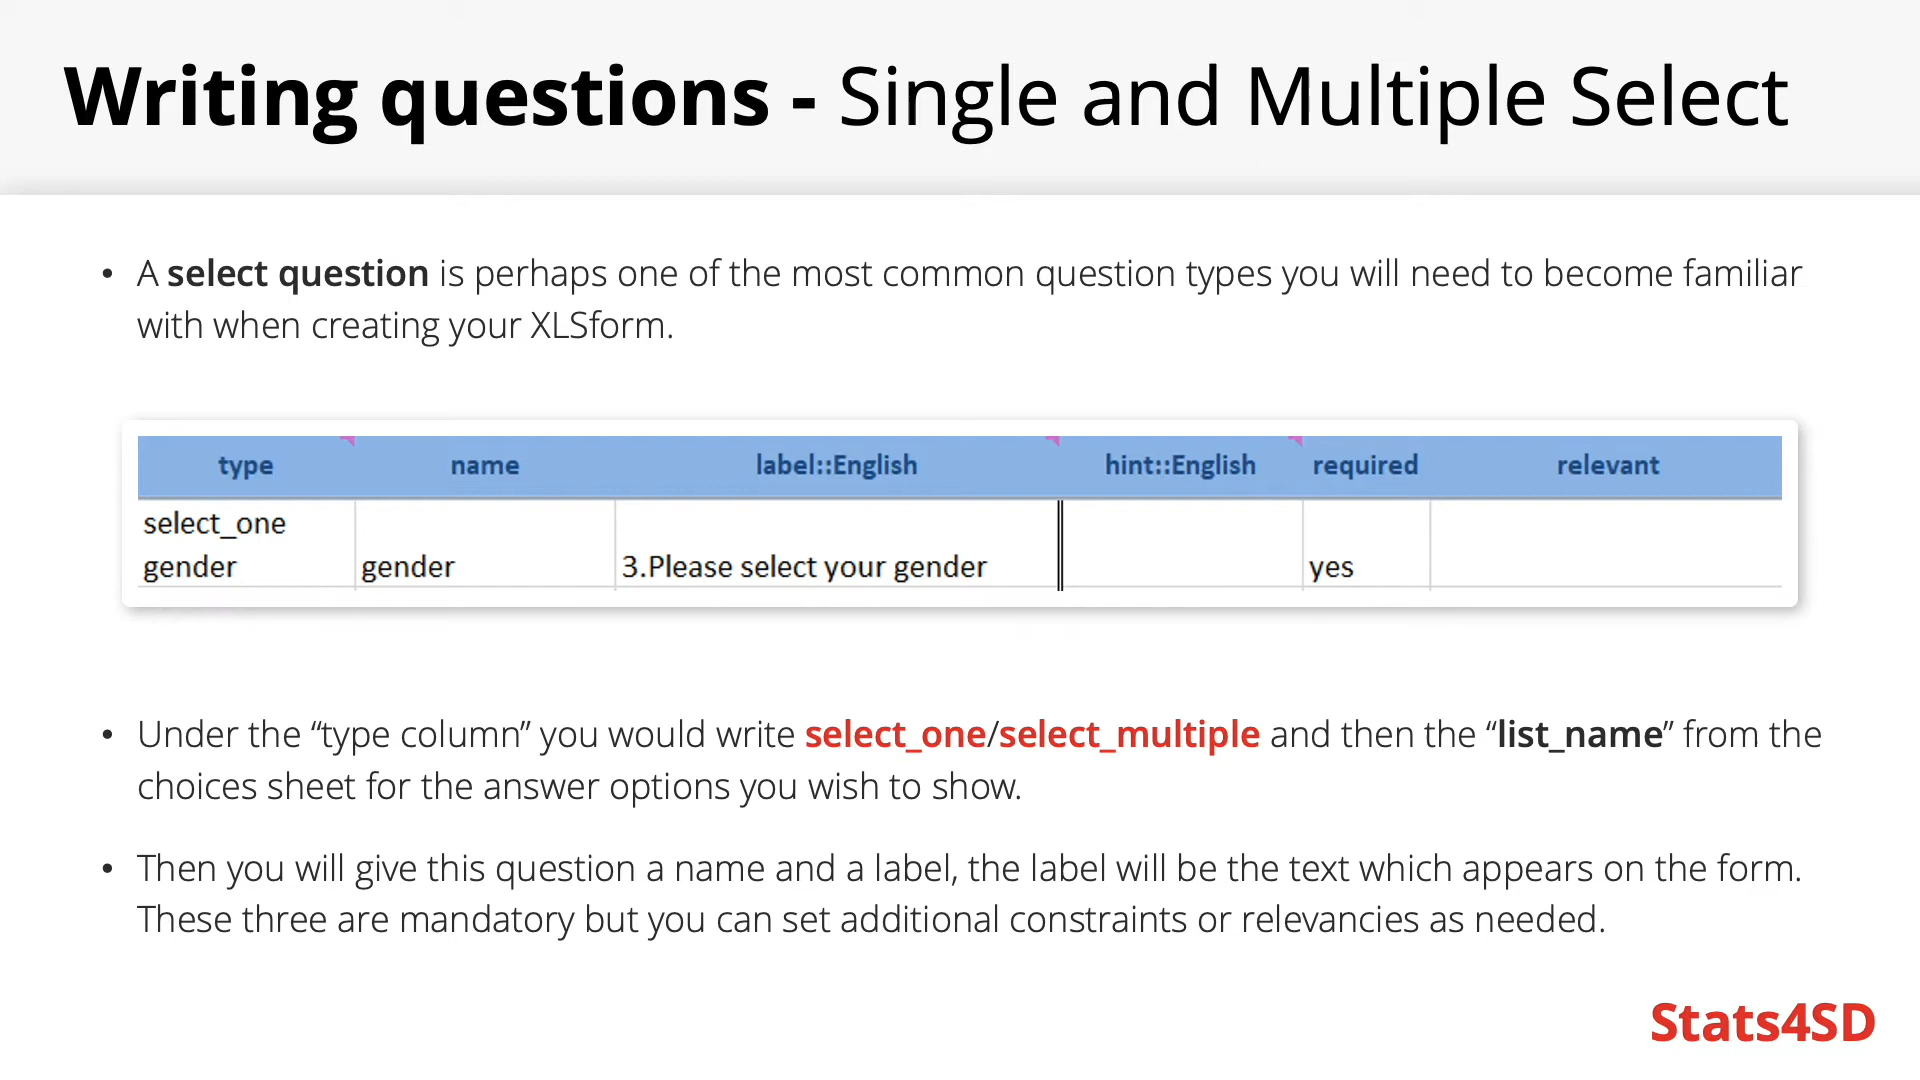 Writing questions - Single and Multiple Select
• A select question is perhaps one of the most common question types you will need to become familiar
with when creating your XLSform.
type name label::English hint::English required relevant
select_one
gender gender 3.Please select your gender yes
• Under the “type column” you would write select_one/select_multiple and then the “list_name” from the
choices sheet for the answer options you wish to show.
• Then you will give this question a name and a label, the label will be the text which appears on the form.
These three are mandatory but you can set additional constraints or relevancies as needed.
Stats4SD